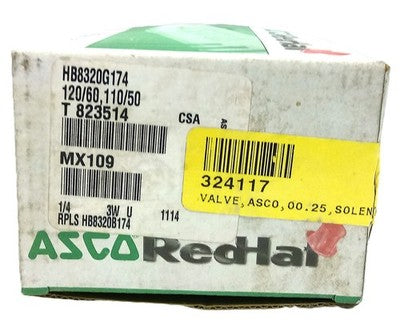 HB8320G174
120/60,110/50
T 823514
CSA
AS
MX109
1/4 3W U 1114
RPLS HB8320B174
324117
VALVE,ASCO,00.25,SOLEN
ASCO RedHat